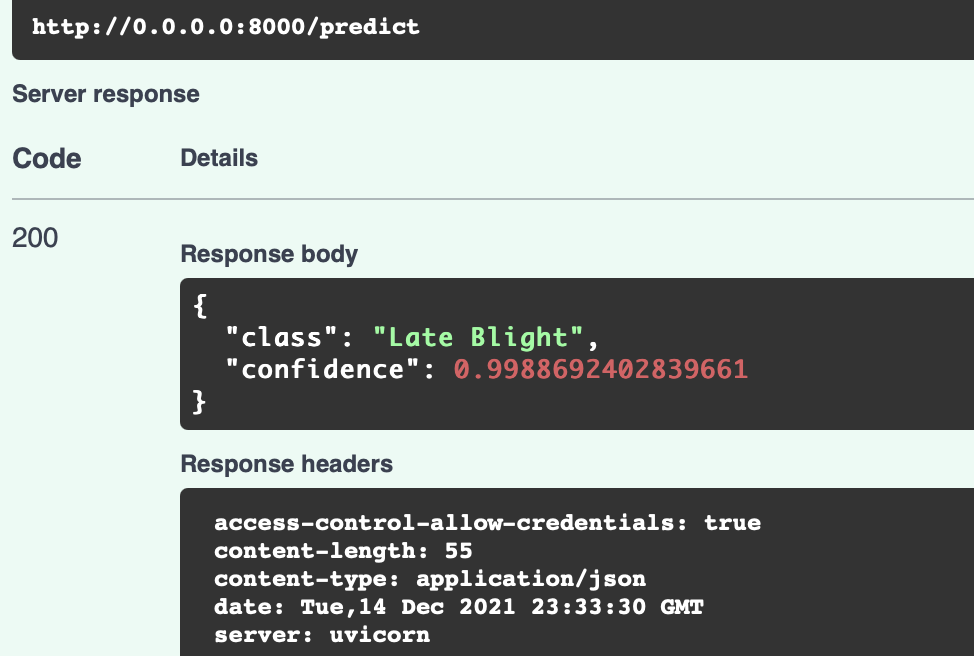 http://0.0.0.0:8000/predict
Server response
Code Details
200
Response body
{
"class": "Late Blight",
"confidence": 0.9988692402839661
}
Response headers
access-control-allow-credentials: true
content-length: 55
content-type: application/json
date: Tue,14 Dec 2021 23:33:30 GMT
server: uvicorn